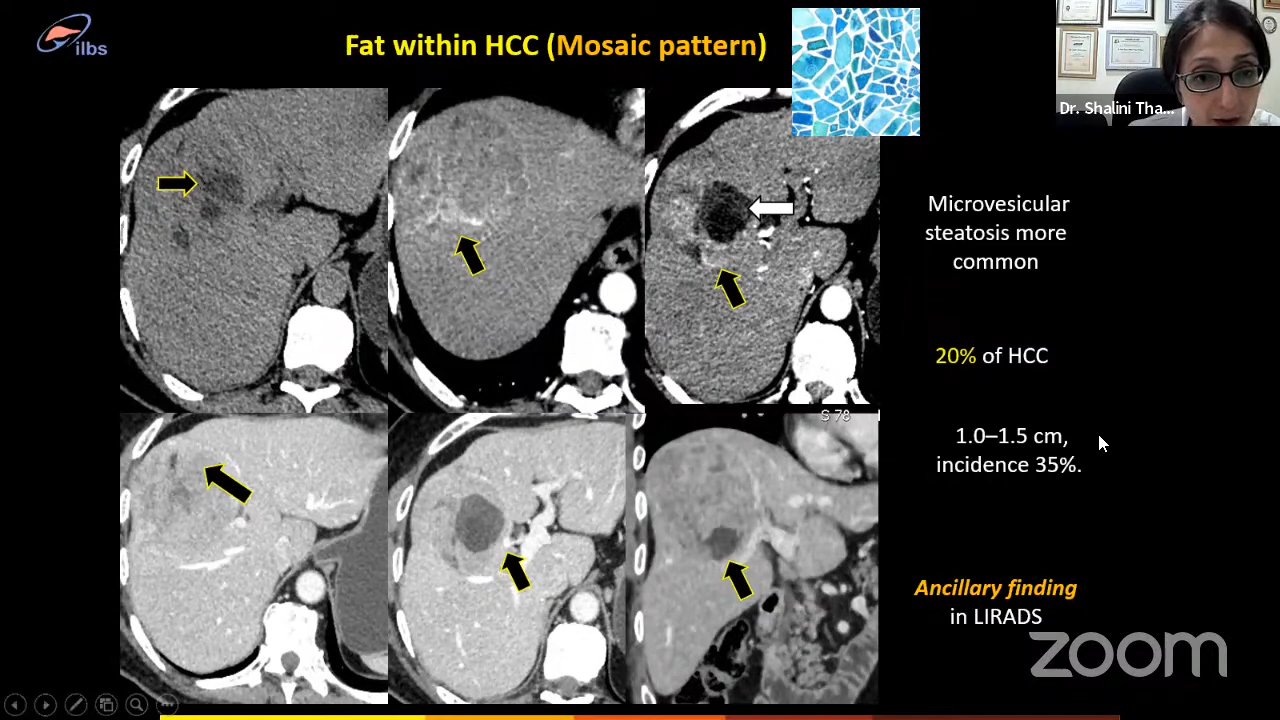 ilbs
Fat within HCC (Mosaic pattern)
Dr. Shalini Tha...
Microvesicular
steatosis more
common
20% of HCC
S 78
1.0–1.5 cm,
incidence 35%.
Ancillary finding
in LIRADS
zoom